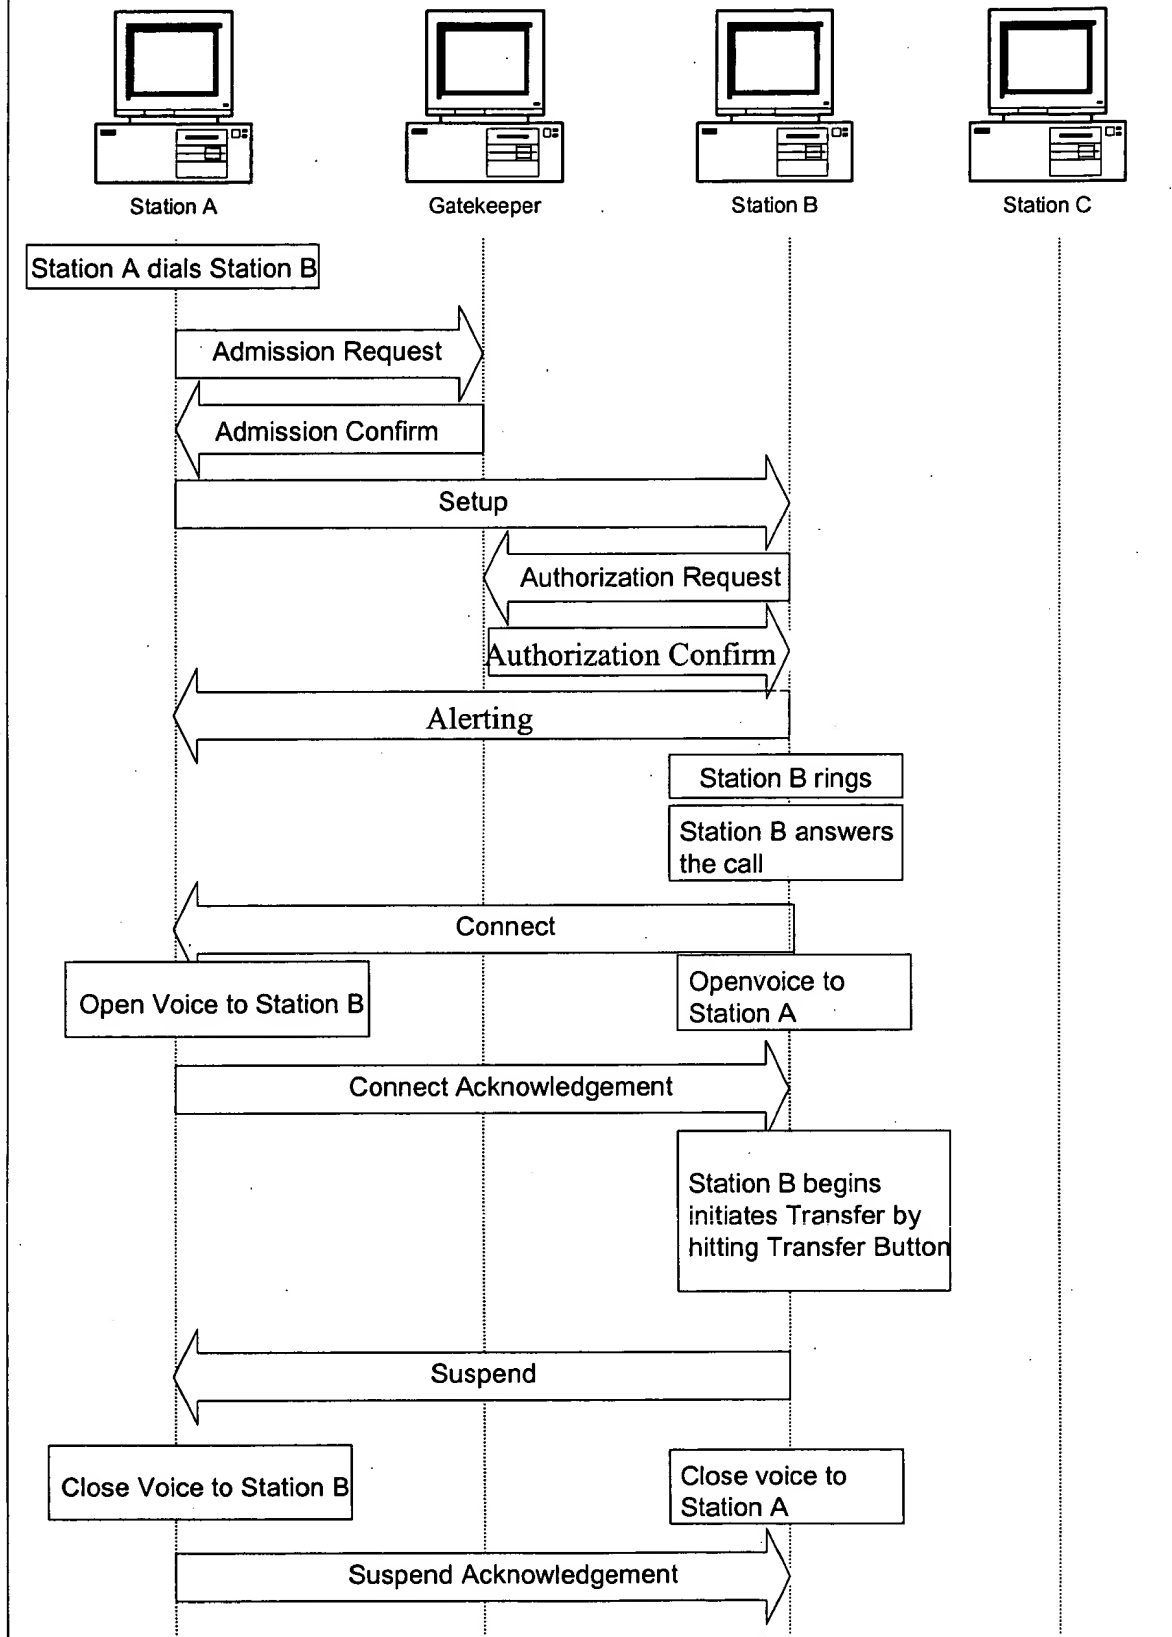 Station A
Gatekeeper
Station B
Station C
Station A dials Station B
Admission Request
Admission Confirm
Setup
Authorization Request
Authorization Confirm
Alerting
Station B rings
Station B answers
the call
Connect
Open Voice to Station B
Openvoice to
Station A
Connect Acknowledgement
Station B begins
initiates Transfer by
hitting Transfer Button
Suspend
Close Voice to Station B
Close voice to
Station A
Suspend Acknowledgement